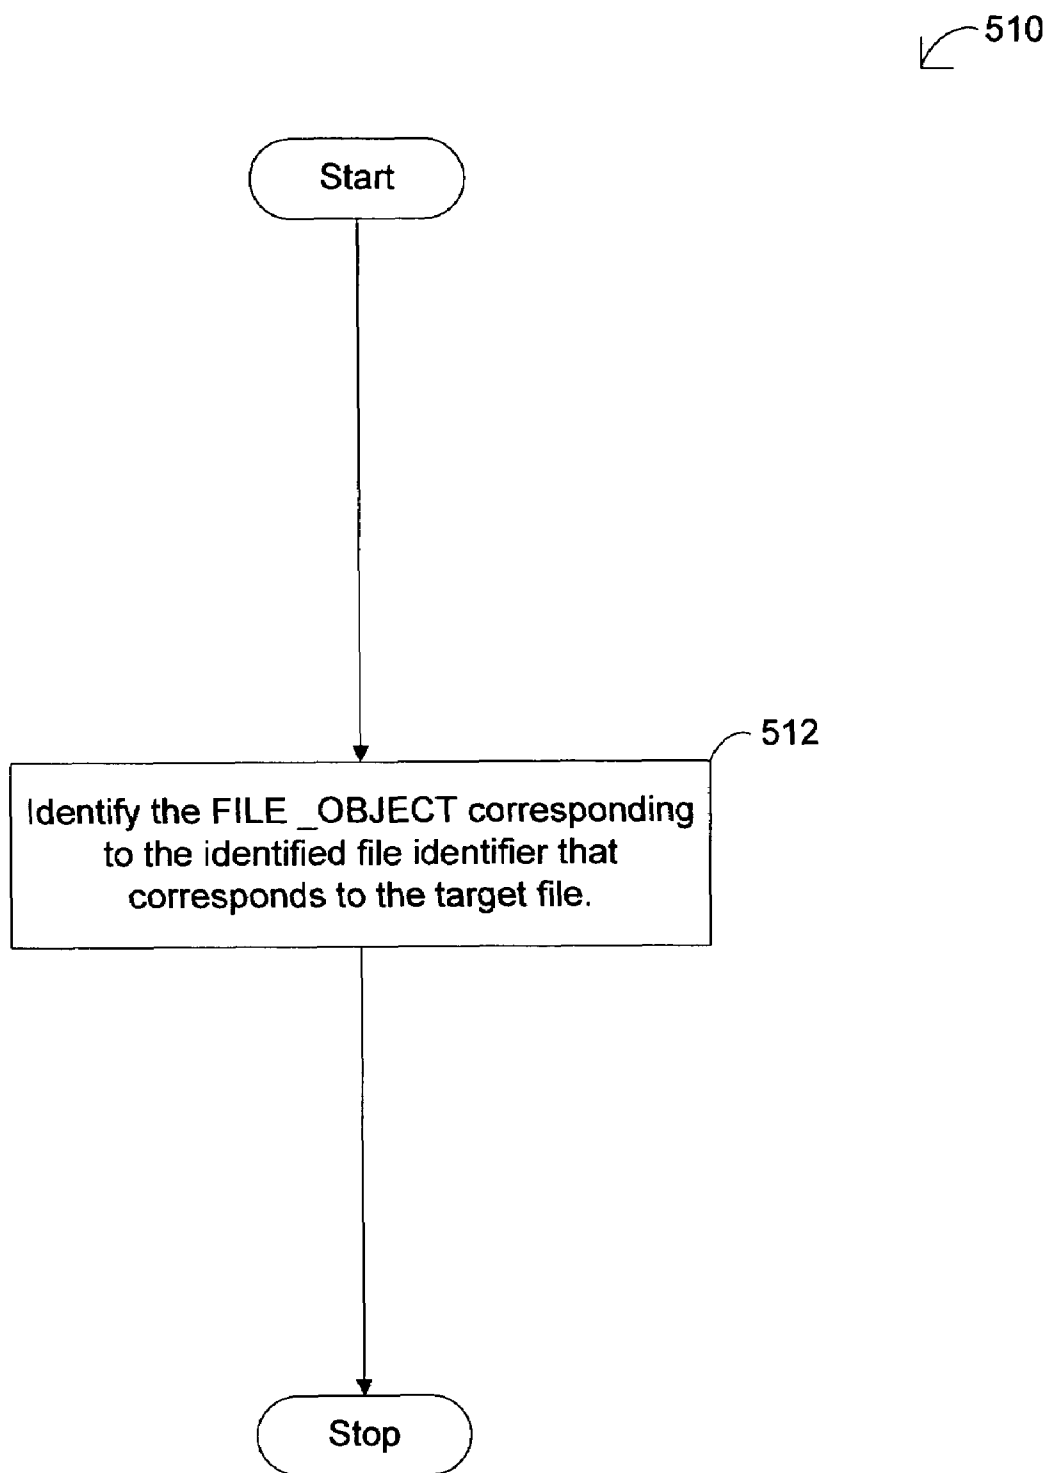 510
Start
512
Identify the FILE _OBJECT corresponding
to the identified file identifier that
corresponds to the target file.
Stop